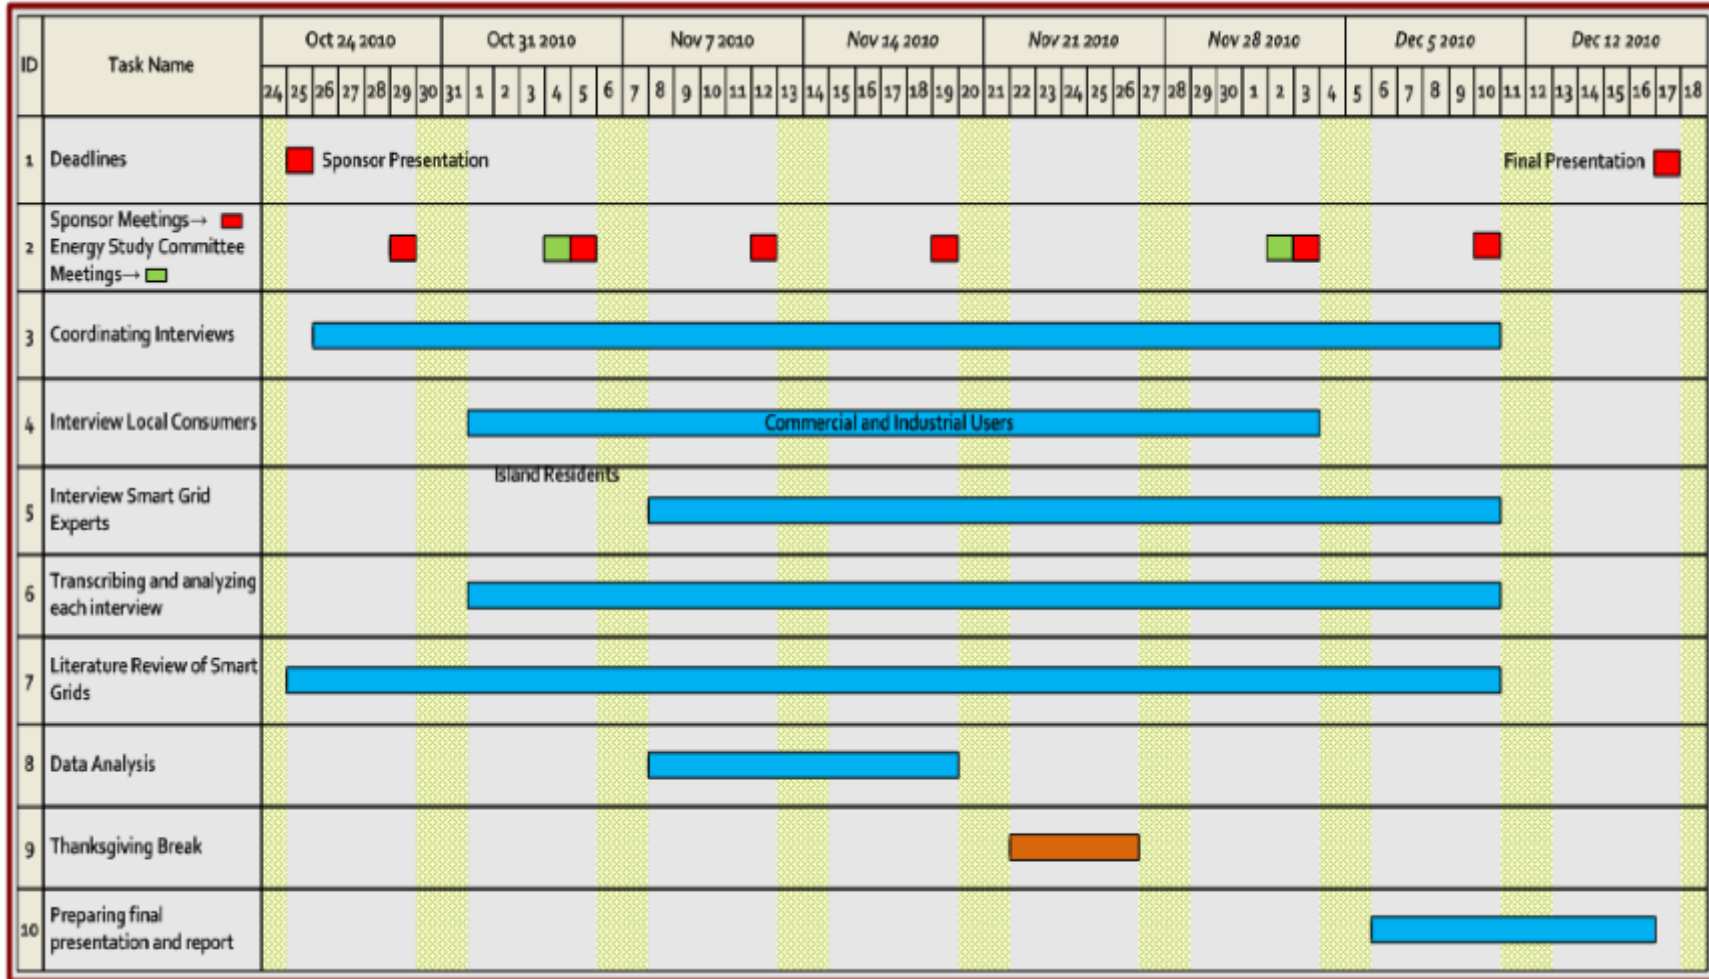 ID Task Name Oct 24 2010 Oct 31 2010 Nov 7 2010 Nov 14 2010 Nov 21 2010 Nov 28 2010 Dec 5 2010 Dec 12 2010
24 25 26 27 28 29 30 31 1 2 3 4 5 6 7 8 9 10 11 12 13 14 15 16 17 18 19 20 21 22 23 24 25 26 27 28 29 30 1 2 3 4 5 6 7 8 9 10 11 12 13 14 15 16 17 18
1 Deadlines Sponsor Presentation Final Presentation
2 Sponsor Meetings→
Energy Study Committee
Meetings→
3 Coordinating Interviews
4 Interview Local Consumers Commercial and Industrial Users
Island Residents
5 Interview Smart Grid
Experts
6 Transcribing and analyzing
each interview
7 Literature Review of Smart
Grids
8 Data Analysis
9 Thanksgiving Break
10 Preparing final
presentation and report